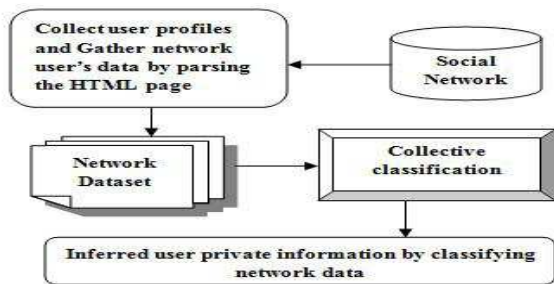 Collect user profiles
and Gather network
user's data by parsing
the HTML page
Social
Network
Network
Dataset
Collective
classification
Inferred user private information by classifying
network data